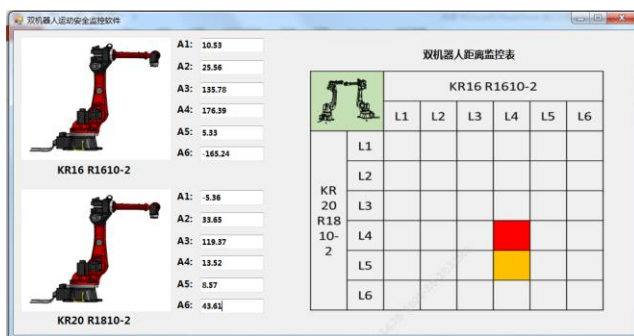 双机器人运动安全监控软件
A1: 10.53
A2: 25.56
A3: 135.78
A4: 176.39
A5: 5.33
A6: -165.24
KR16 R1610-2
A1: -5.36
A2: 33.65
A3: 119.37
A4: 13.52
A5: 8.57
A6: 43.61
KR20 R1810-2
双机器人距离监控表
KR16 R1610-2
L1 L2 L3 L4 L5 L6
KR
20
R18
10-
2
L1
L2
L3
L4
L5
L6